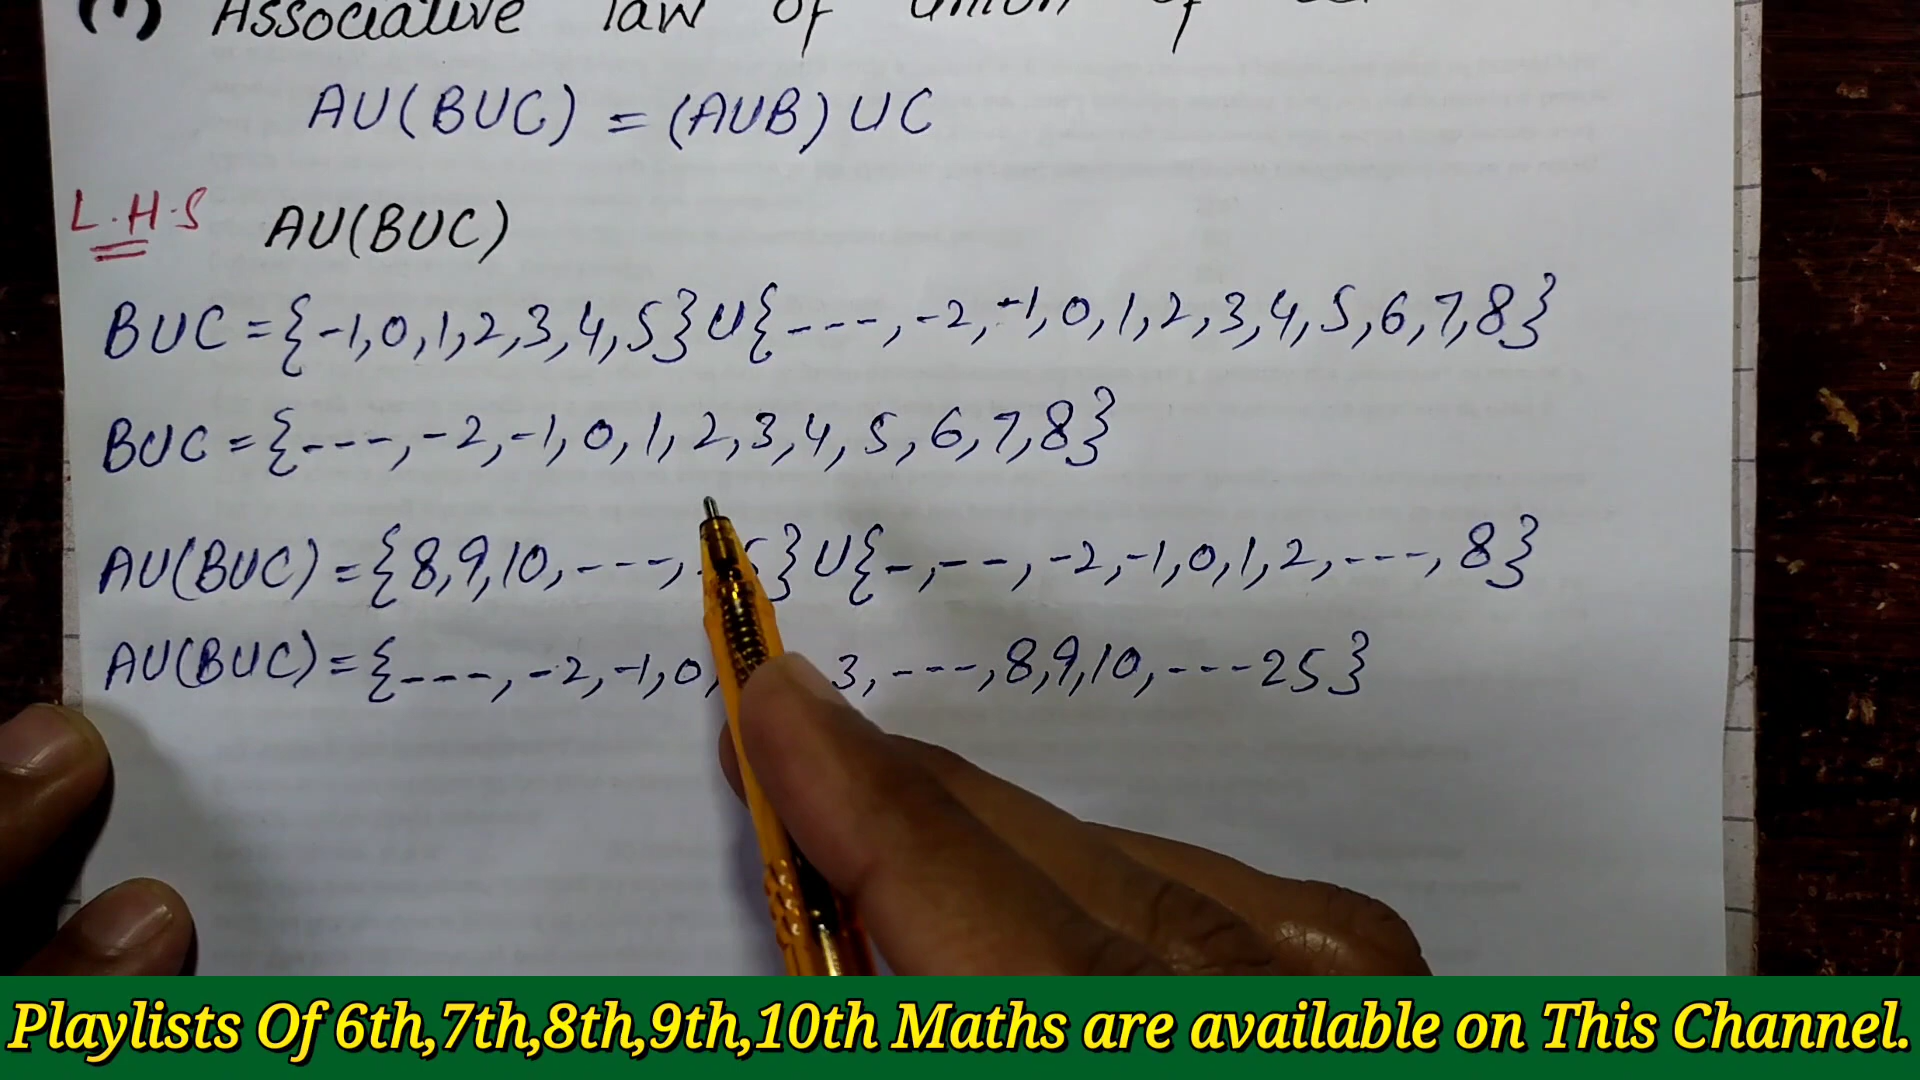 (1) Associative law of union of
AU(BUC) = (AUB) UC
L.H.S AU(BUC)
BUC = {-1,0,1,2,3,4,5} U {---, -2, -1, 0, 1, 2, 3, 4, 5, 6, 7, 8}
BUC = {---, -2, -1, 0, 1, 2, 3, 4, 5, 6, 7, 8}
AU(BUC) = {8,9,10, ---, } U {-,--, -2, -1, 0, 1, 2, ---, 8}
AU(BUC) = {---, -2, -1, 0, 3, ---, 8, 9, 10, ---25}
Playlists Of 6th,7th,8th,9th,10th Maths are available on This Channel.